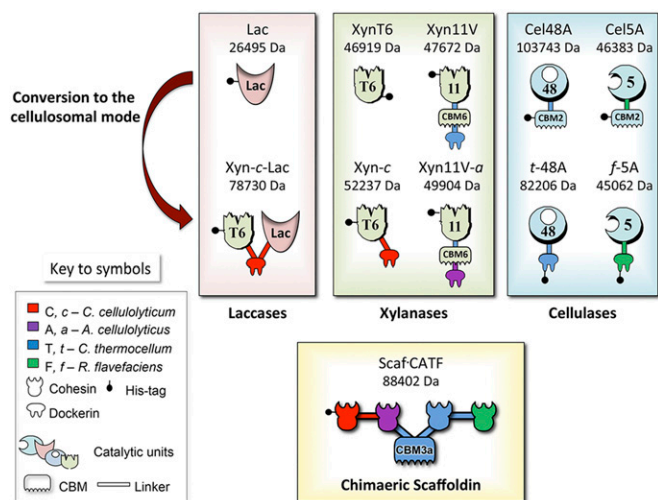 Lac
26495 Da
Lac
Conversion to the
cellulosomal mode
Xyn-c-Lac
78730 Da
T6
Lac
Laccases
XynT6
46919 Da
Xyn11V
47672 Da
T6
11
CBM6
Xyn-c
52237 Da
Xyn11V-a
49904 Da
T6
11
CBM6
Xylanases
Cel48A
103743 Da
Cel5A
46383 Da
48
5
CBM2
CBM2
t-48A
82206 Da
f-5A
45062 Da
48
5
Cellulases
Key to symbols
C, c – C. cellulolyticum
A, a – A. cellulolyticus
T, t – C. thermocellum
F, f – R. flavefaciens
Cohesin
His-tag
Dockerin
Catalytic units
CBM
Linker
Scaf·CATF
88402 Da
CBM3a
Chimaeric Scaffoldin